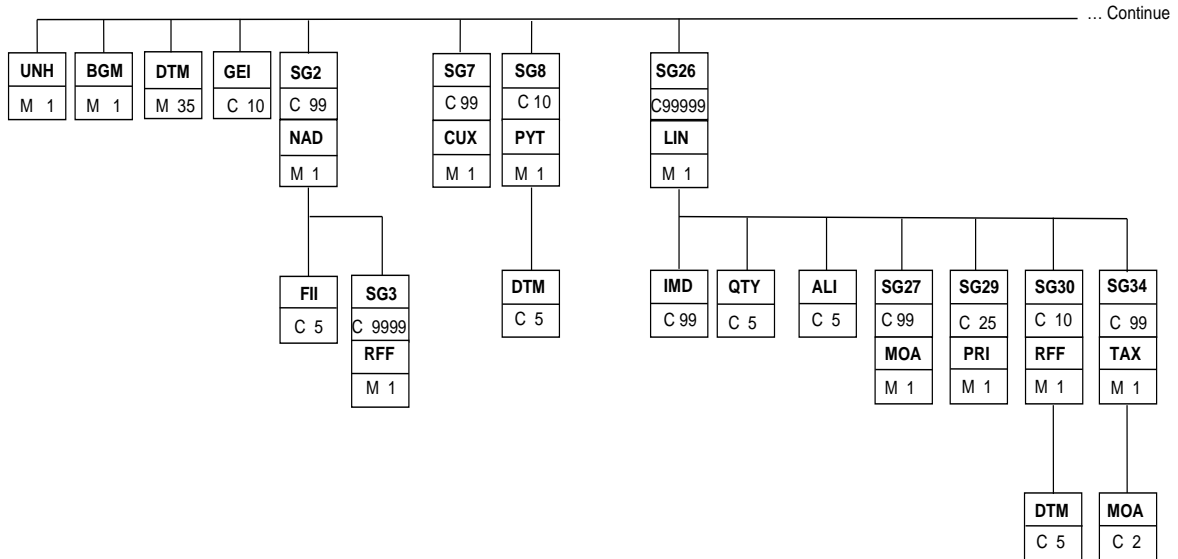 … Continue
UNH BGM DTM GEI SG2 SG7 SG8 SG26
M 1 M 1 M 35 C 10 C 99 C 99 C 10 C99999
NAD CUX PYT LIN
M 1 M 1 M 1 M 1
FII SG3 DTM IMD QTY ALI SG27 SG29 SG30 SG34
C 5 C 9999 C 5 C 99 C 5 C 5 C 99 C 25 C 10 C 99
RFF MOA PRI RFF TAX
M 1 M 1 M 1 M 1 M 1
DTM MOA
C 5 C 2